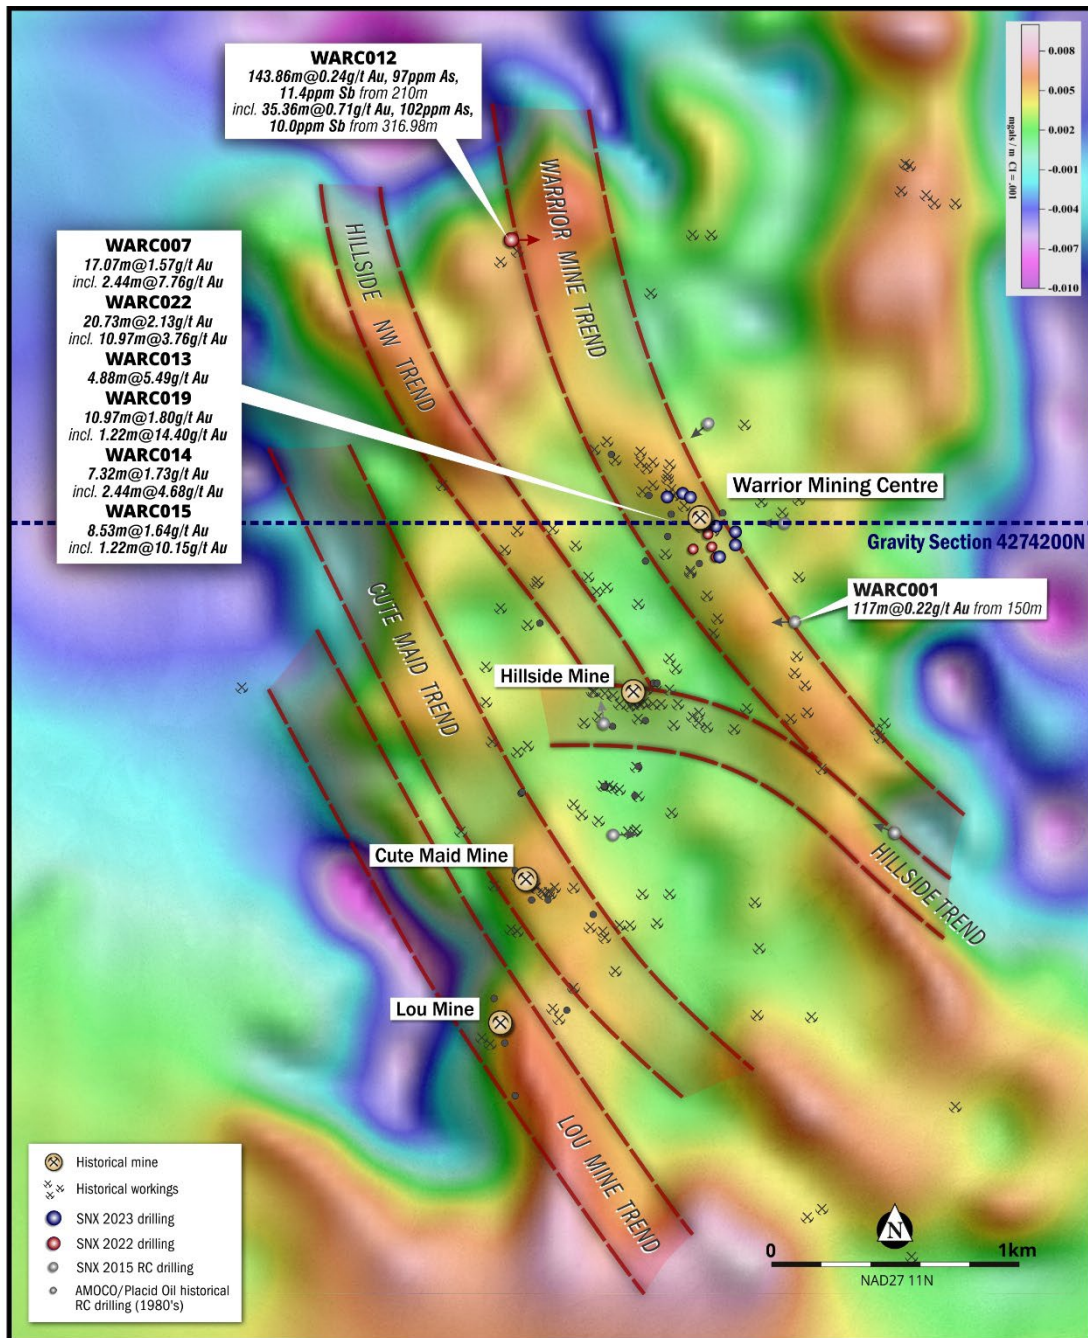 WARC012
143.86m@0.24g/t Au, 97ppm As,
11.4ppm Sb from 210m
incl. 35.36m@0.71g/t Au, 102ppm As,
10.0ppm Sb from 316.98m
0.008
0.005
0.002
-0.001
-0.004
-0.007
-0.010
mgals / m CI = .001
WARRIOR MINE TREND
HILLSIDE NW TREND
WARC007
17.07m@1.57g/t Au
incl. 2.44m@7.76g/t Au
WARC022
20.73m@2.13g/t Au
incl. 10.97m@3.76g/t Au
WARC013
4.88m@5.49g/t Au
WARC019
10.97m@1.80g/t Au
incl. 1.22m@14.40g/t Au
WARC014
7.32m@1.73g/t Au
incl. 2.44m@4.68g/t Au
WARC015
8.53m@1.64g/t Au
incl. 1.22m@10.15g/t Au
Warrior Mining Centre
Gravity Section 4274200N
WARC001
117m@0.22g/t Au from 150m
CUTE MAID TREND
Hillside Mine
HILLSIDE TREND
Cute Maid Mine
Lou Mine
LOU MINE TREND
Historical mine
Historical workings
SNX 2023 drilling
SNX 2022 drilling
SNX 2015 RC drilling
AMOCO/Placid Oil historical
RC drilling (1980's)
N
0 1km
NAD27 11N